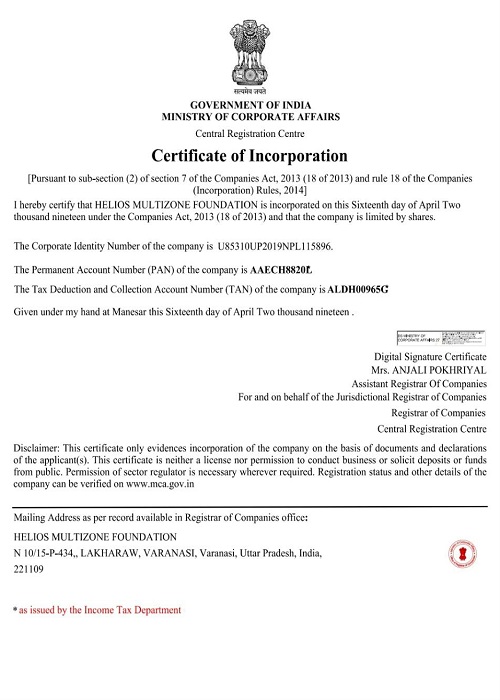 सत्यमेव जयते
GOVERNMENT OF INDIA
MINISTRY OF CORPORATE AFFAIRS
Central Registration Centre
Certificate of Incorporation
[Pursuant to sub-section (2) of section 7 of the Companies Act, 2013 (18 of 2013) and rule 18 of the Companies
(Incorporation) Rules, 2014]
I hereby certify that HELIOS MULTIZONE FOUNDATION is incorporated on this Sixteenth day of April Two
thousand nineteen under the Companies Act, 2013 (18 of 2013) and that the company is limited by shares.
The Corporate Identity Number of the company is U85310UP2019NPL115896.
The Permanent Account Number (PAN) of the company is AAECH8820L
The Tax Deduction and Collection Account Number (TAN) of the company is ALDH00965G
Given under my hand at Manesar this Sixteenth day of April Two thousand nineteen .
DS MINISTRY OF
CORPORATE AFFAIRS 27
Digital Signature Certificate
Mrs. ANJALI POKHRIYAL
Assistant Registrar Of Companies
For and on behalf of the Jurisdictional Registrar of Companies
Registrar of Companies
Central Registration Centre
Disclaimer: This certificate only evidences incorporation of the company on the basis of documents and declarations
of the applicant(s). This certificate is neither a license nor permission to conduct business or solicit deposits or funds
from public. Permission of sector regulator is necessary wherever required. Registration status and other details of the
company can be verified on www.mca.gov.in
Mailing Address as per record available in Registrar of Companies office:
HELIOS MULTIZONE FOUNDATION
N 10/15-P-434,, LAKHARAW, VARANASI, Varanasi, Uttar Pradesh, India,
221109
* as issued by the Income Tax Department